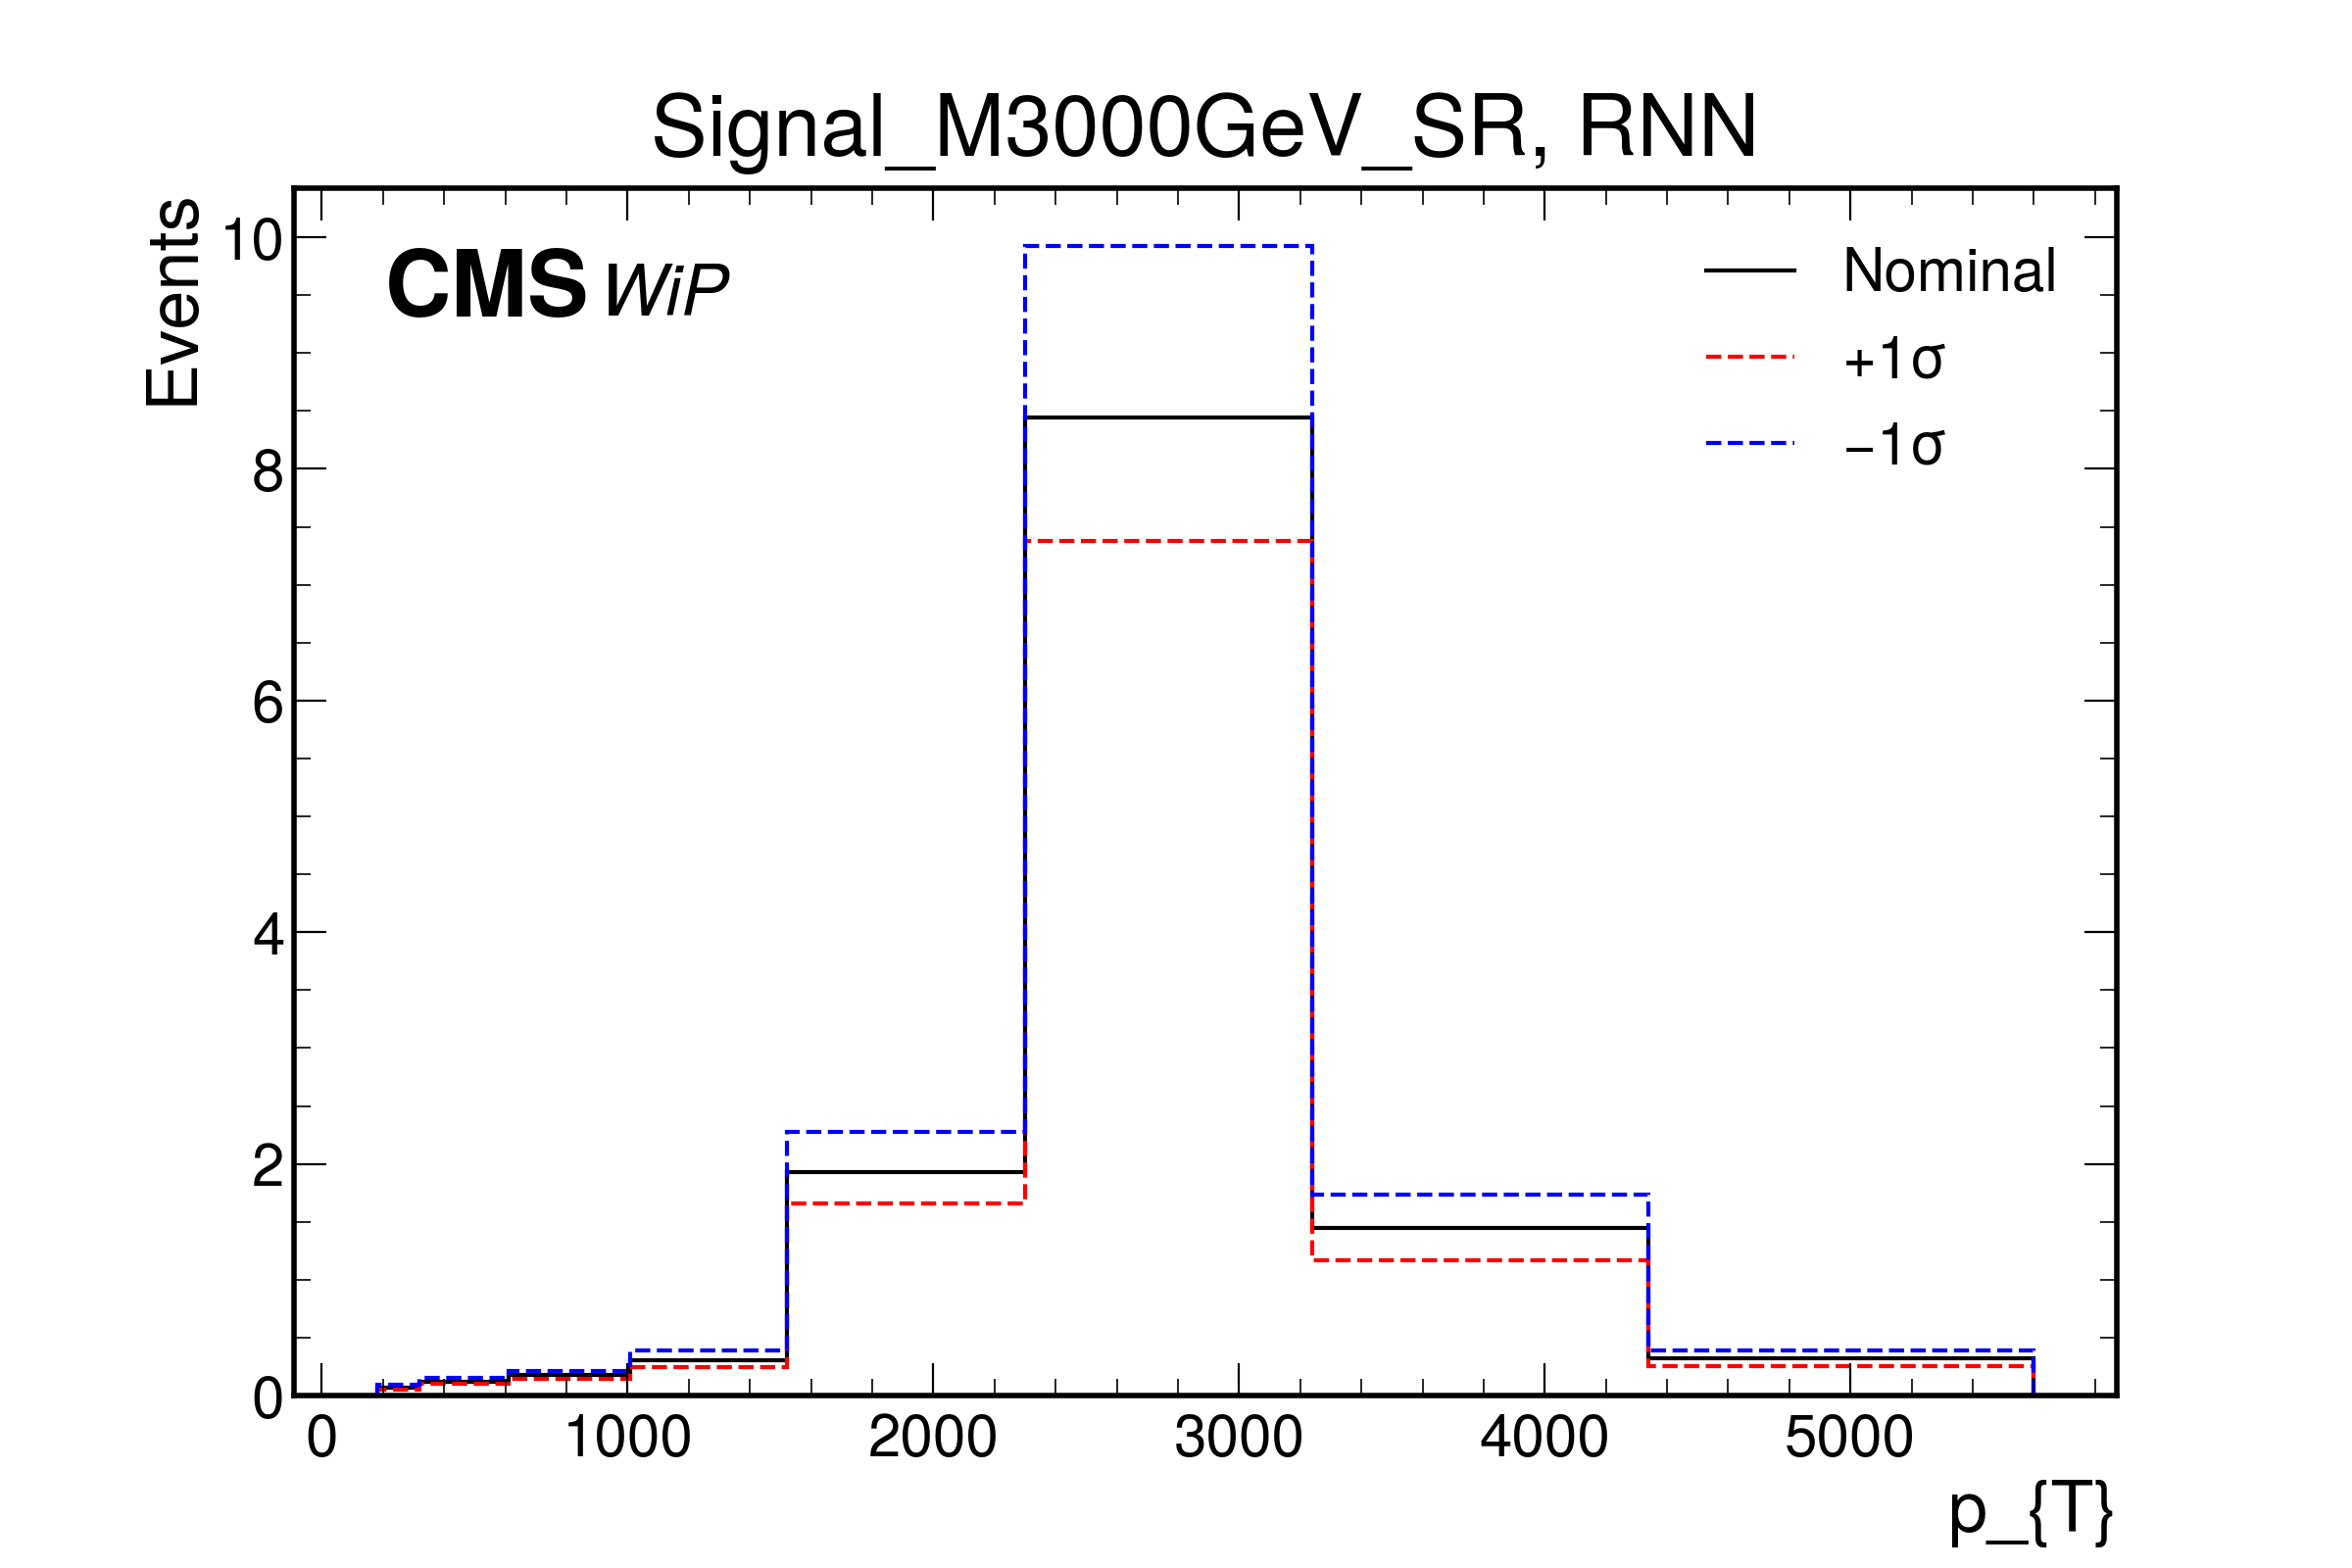 Signal_M3000GeV_SR, RNN
Events
CMS WiP
Nominal
+1σ
−1σ
10
8
6
4
2
0
0 1000 2000 3000 4000 5000
p_{T}